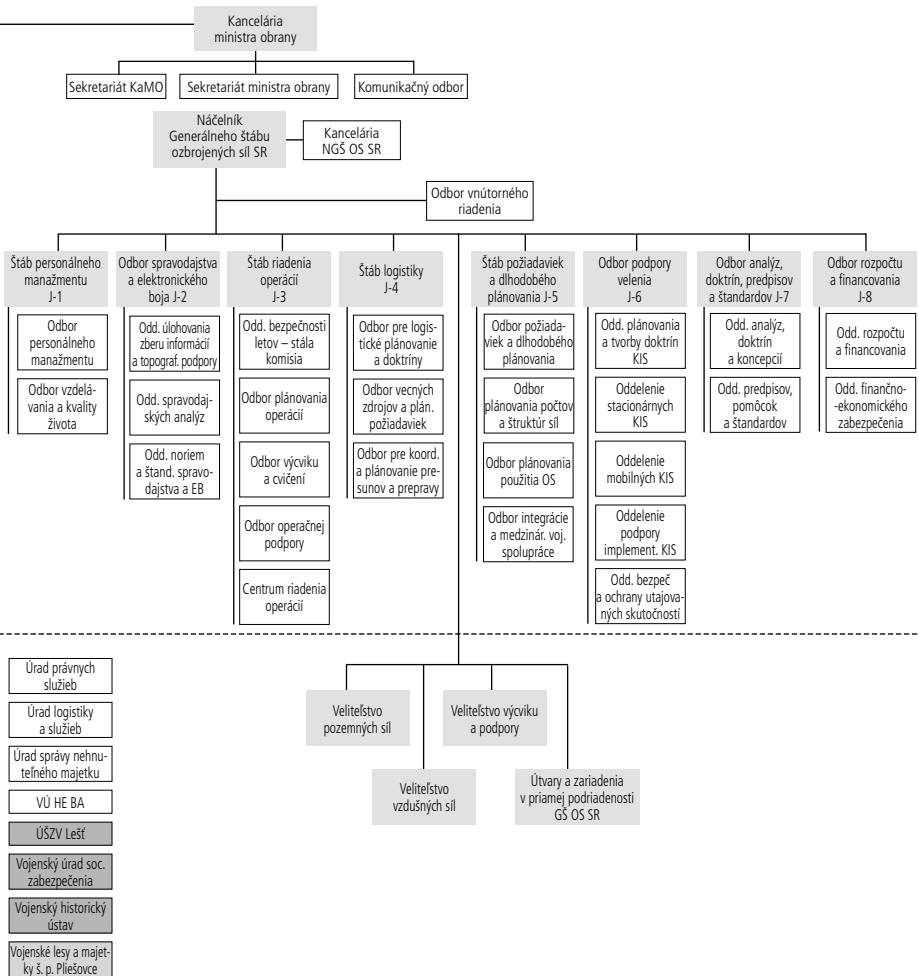 Kancelária
ministra obrany
Sekretariát KaMO
Sekretariát ministra obrany
Komunikačný odbor
Náčelník
Generálneho štábu
ozbrojených síl SR
Kancelária
NGŠ OS SR
Odbor vnútorného
riadenia
Štáb personálneho
manažmentu
J-1
Odbor
personálneho
manažmentu
Odbor vzdelá-
vania a kvality
života
Odbor spravodajstva
a elektronického
boja J-2
Odd. úlohovania
zberu informácií
a topograf. podpory
Odd. spravodaj-
ských analýz
Odd. noriem
a štand. spravo-
dajstva a EB
Štáb riadenia
operácií
J-3
Odd. bezpečnosti
letov – stála
komisia
Odbor plánovania
operácií
Odbor výcviku
a cvičení
Odbor operačnej
podpory
Centrum riadenia
operácií
Štáb logistiky
J-4
Odbor pre logis-
tické plánovanie
a doktríny
Odbor vecných
zdrojov a plán.
požiadaviek
Odbor pre koord.
a plánovanie pre-
sunov a prepravy
Štáb požiadaviek
a dlhodobého
plánovania J-5
Odbor požiada-
viek a dlhodobého
plánovania
Odbor
plánovania počtov
a štruktúr síl
Odbor plánovania
použitia OS
Odbor integrácie
a medzinár. voj.
spolupráce
Odbor podpory
velenia
J-6
Odd. plánovania
a tvorby doktrín
KIS
Oddelenie
stacionárnych
KIS
Oddelenie
mobilných KIS
Oddelenie
podpory
implement. KIS
Odd. bezpeč
a ochrany utajova-
ných skutočností
Odbor analýz,
doktrín, predpisov
a štandardov J-7
Odd. analýz,
doktrín
a koncepcií
Odd. predpisov,
pomôcok
a štandardov
Odbor rozpočtu
a financovania
J-8
Odd. rozpočtu
a financovania
Odd. finančno-
-ekonomického
zabezpečenia
Úrad právnych
služieb
Úrad logistiky
a služieb
Úrad správy nehnu-
teľného majetku
VÚ HE BA
ÚŠZV Lešť
Vojenský úrad soc.
zabezpečenia
Vojenský historický
ústav
Vojenské lesy a majet-
ky š. p. Pliešovce
Veliteľstvo
pozemných síl
Veliteľstvo výcviku
a podpory
Veliteľstvo
vzdušných síl
Útvary a zariadenia
v priamej podriadenosti
GŠ OS SR